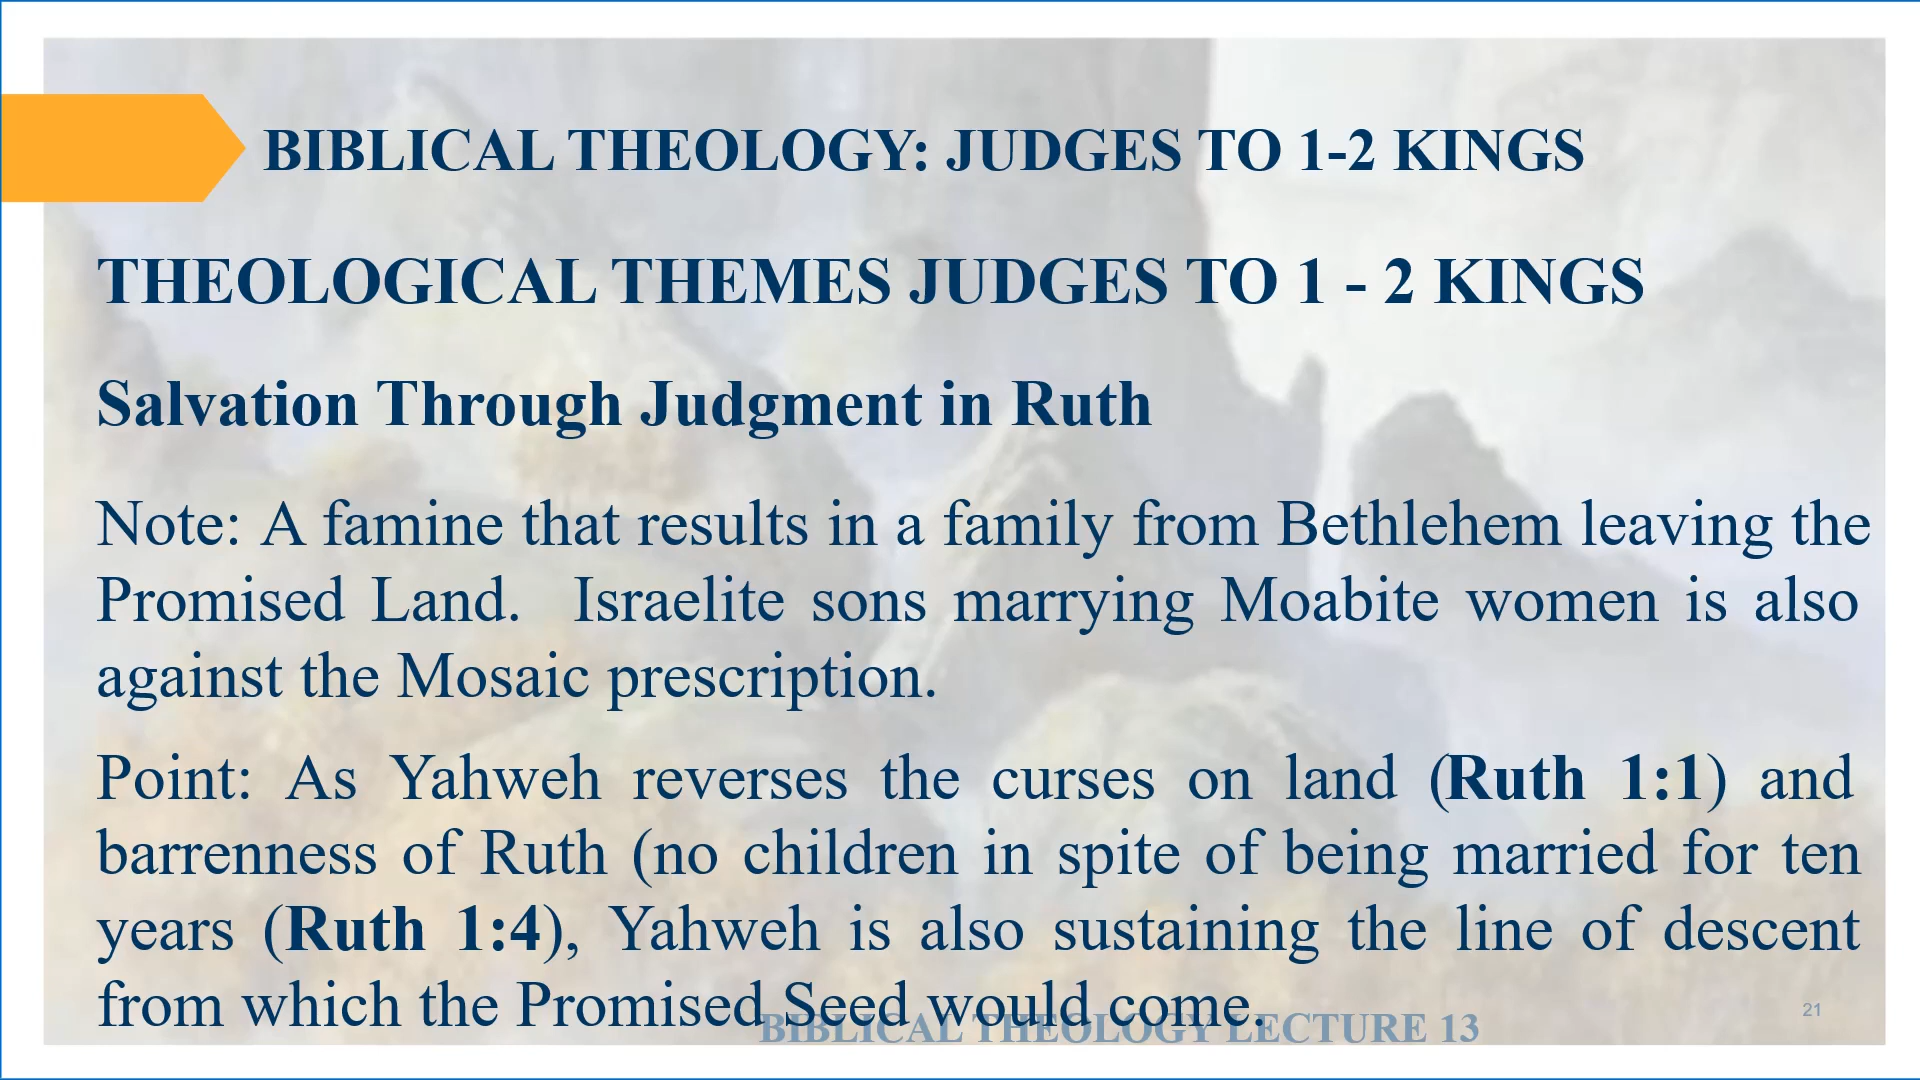 BIBLICAL THEOLOGY: JUDGES TO 1-2 KINGS
THEOLOGICAL THEMES JUDGES TO 1 - 2 KINGS
Salvation Through Judgment in Ruth
Note: A famine that results in a family from Bethlehem leaving the
Promised Land. Israelite sons marrying Moabite women is also
against the Mosaic prescription.
Point: As Yahweh reverses the curses on land (Ruth 1:1) and
barrenness of Ruth (no children in spite of being married for ten
years (Ruth 1:4), Yahweh is also sustaining the line of descent
from which the Promised Seed would come.
BIBLICAL THEOLOGY LECTURE 13
21